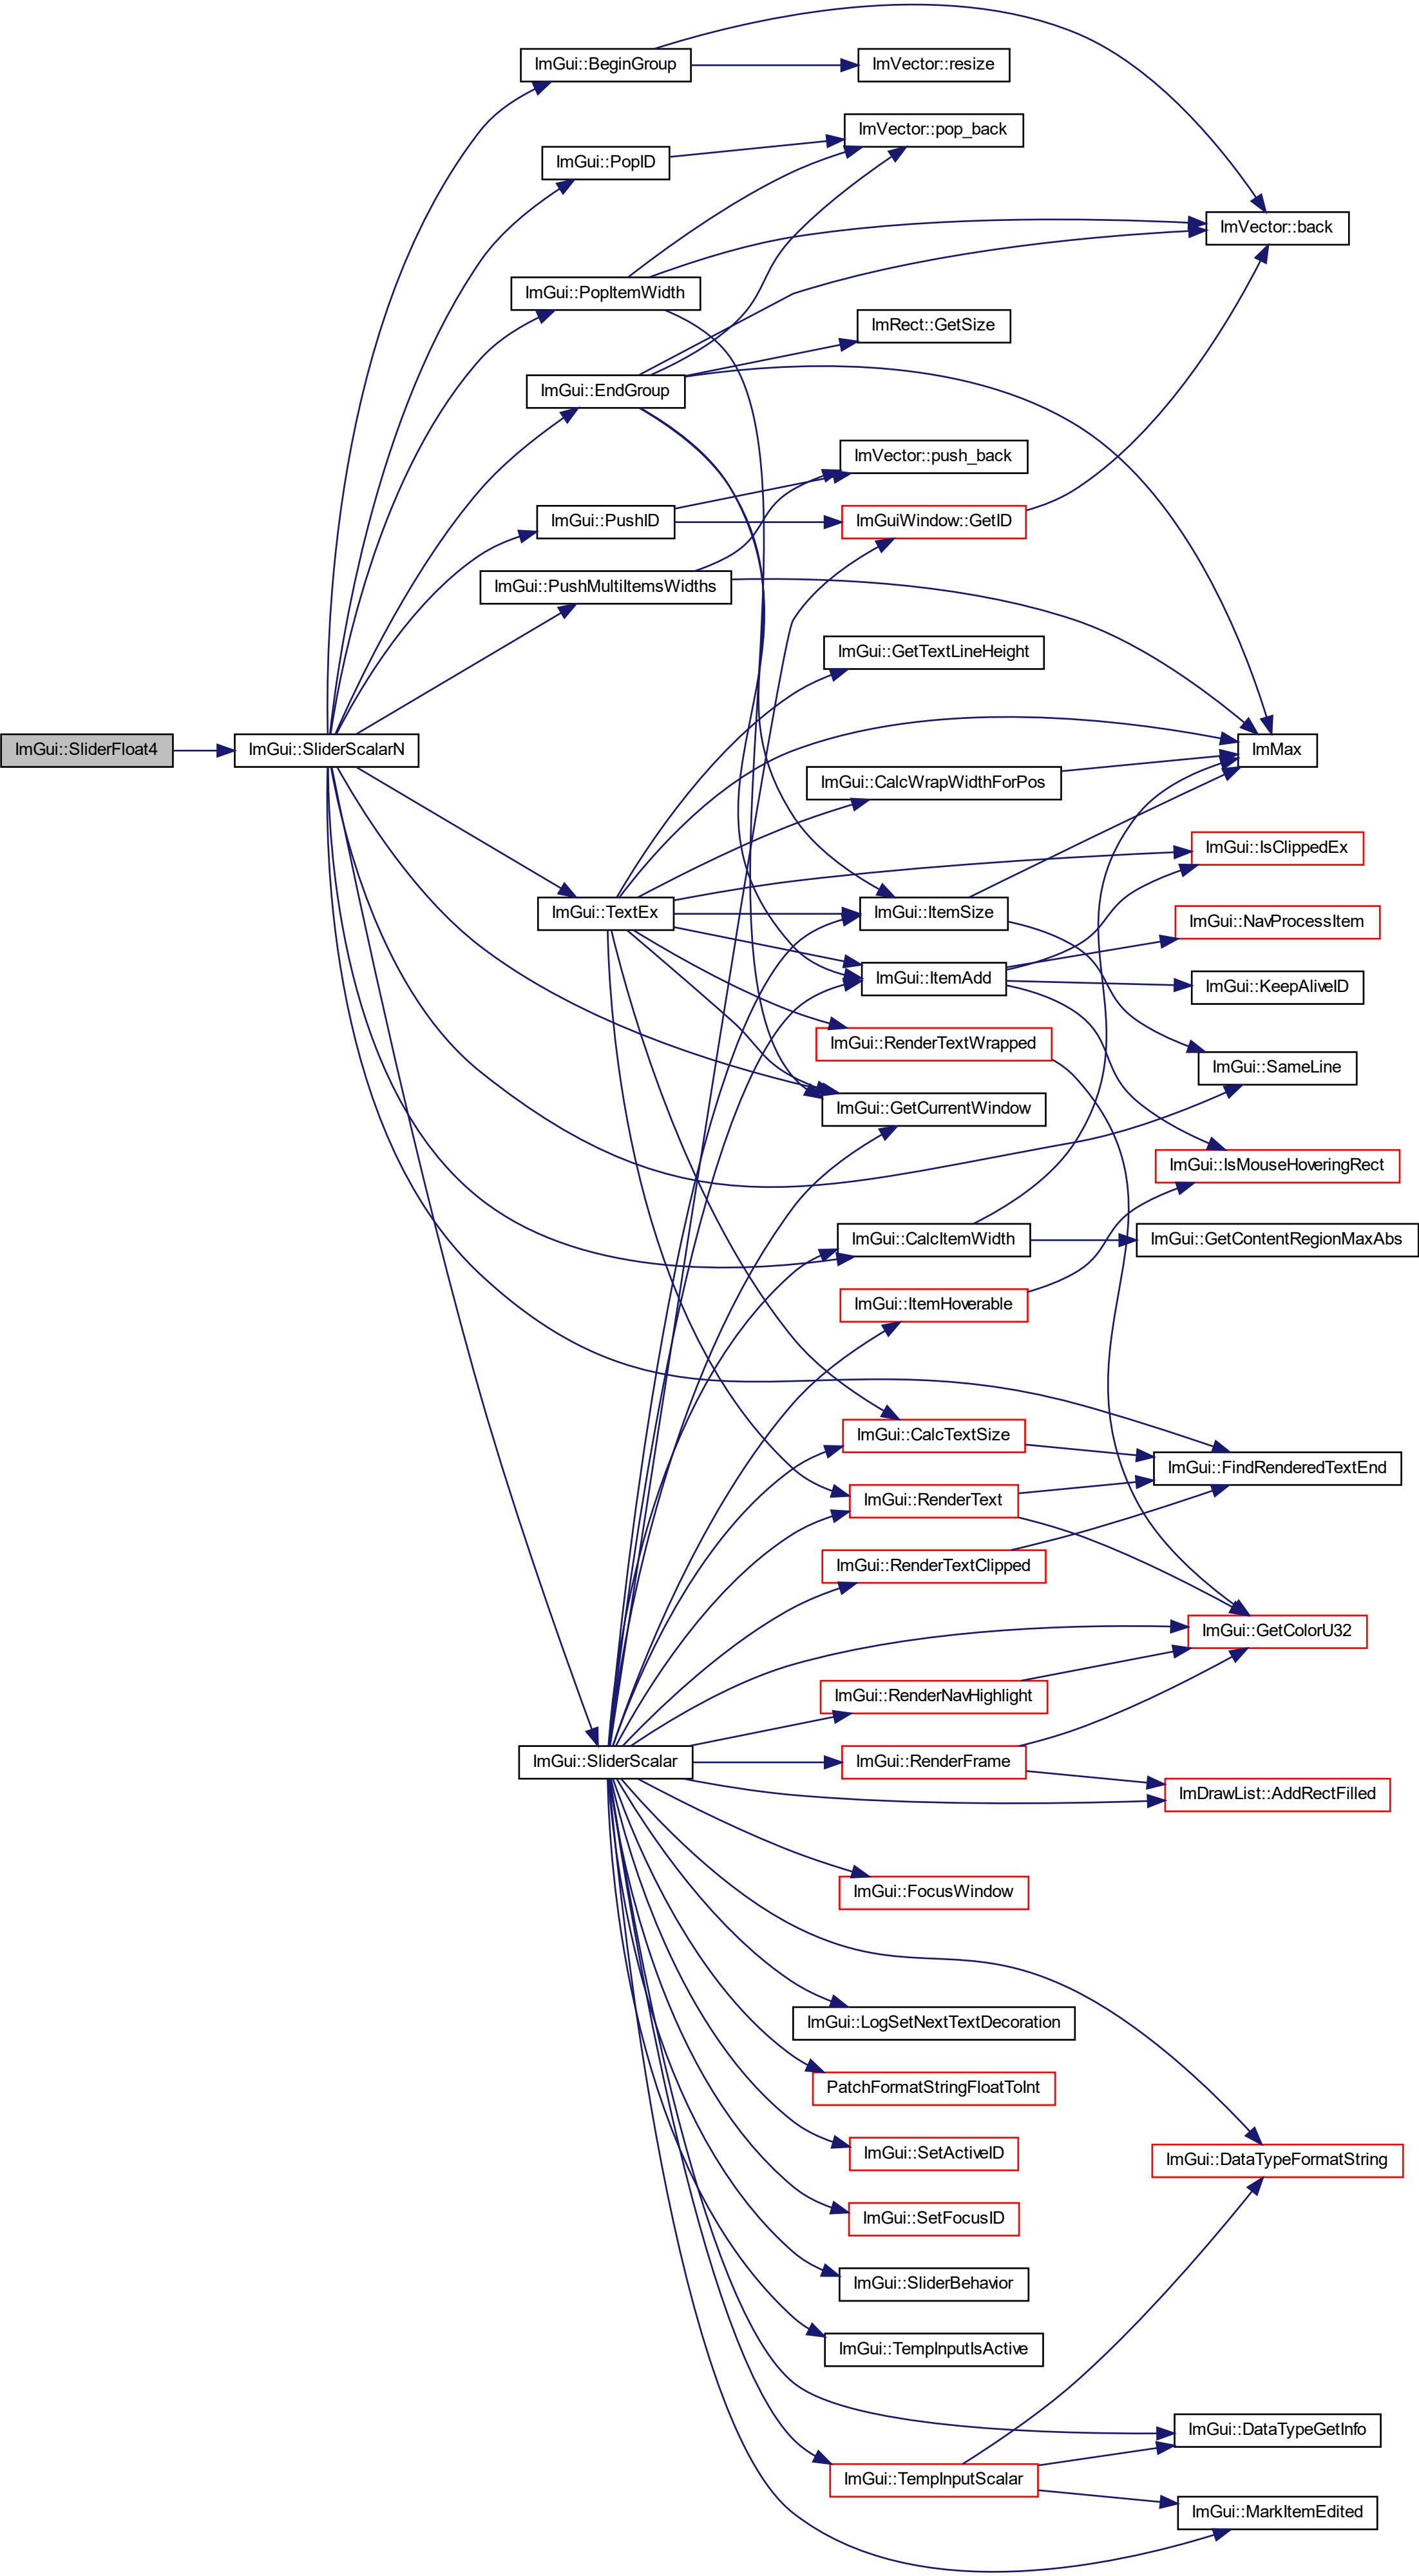 ImGui::BeginGroup
ImVector::resize
ImVector::pop_back
ImGui::PopID
ImVector::back
ImGui::PopItemWidth
ImRect::GetSize
ImGui::EndGroup
ImVector::push_back
ImGui::PushID
ImGuiWindow::GetID
ImGui::PushMultiItemsWidths
ImGui::GetTextLineHeight
ImGui::SliderFloat4
ImGui::SliderScalarN
ImMax
ImGui::CalcWrapWidthForPos
ImGui::IsClippedEx
ImGui::TextEx
ImGui::ItemSize
ImGui::NavProcessItem
ImGui::ItemAdd
ImGui::KeepAliveID
ImGui::RenderTextWrapped
ImGui::SameLine
ImGui::GetCurrentWindow
ImGui::IsMouseHoveringRect
ImGui::CalcItemWidth
ImGui::GetContentRegionMaxAbs
ImGui::ItemHoverable
ImGui::CalcTextSize
ImGui::FindRenderedTextEnd
ImGui::RenderText
ImGui::RenderTextClipped
ImGui::GetColorU32
ImGui::RenderNavHighlight
ImGui::SliderScalar
ImGui::RenderFrame
ImDrawList::AddRectFilled
ImGui::FocusWindow
ImGui::LogSetNextTextDecoration
PatchFormatStringFloatToInt
ImGui::SetActiveID
ImGui::DataTypeFormatString
ImGui::SetFocusID
ImGui::SliderBehavior
ImGui::TempInputIsActive
ImGui::DataTypeGetInfo
ImGui::TempInputScalar
ImGui::MarkItemEdited